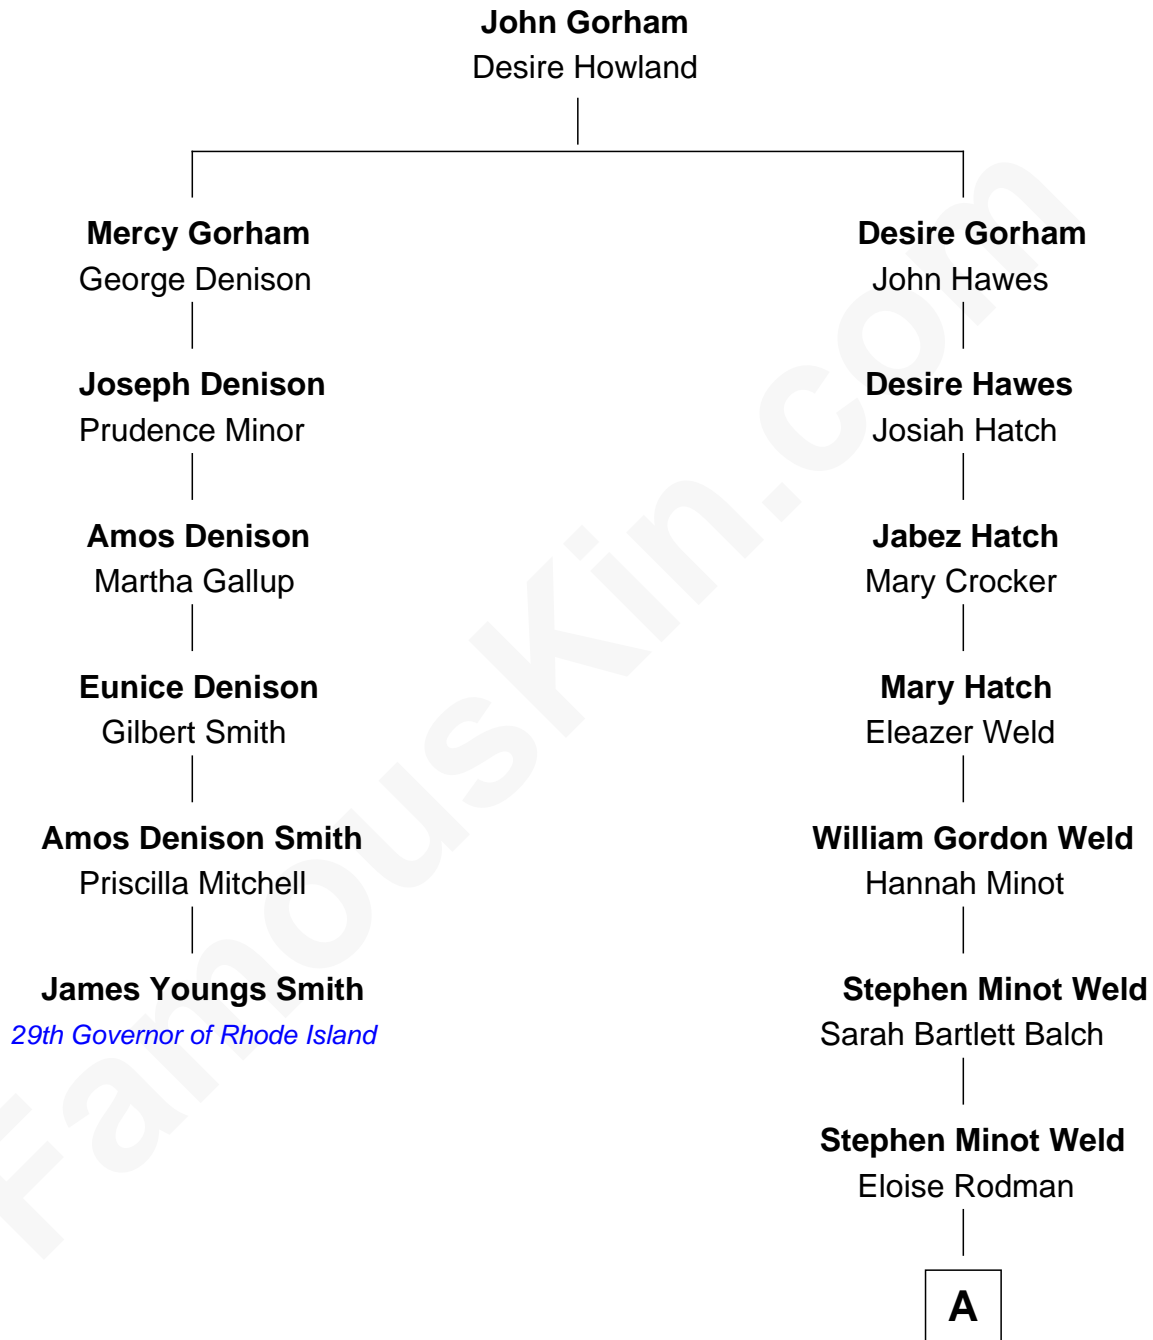 John Gorham
Desire Howland
Mercy Gorham
George Denison
Desire Gorham
John Hawes
Joseph Denison
Prudence Minor
Desire Hawes
Josiah Hatch
Amos Denison
Martha Gallup
Jabez Hatch
Mary Crocker
Eunice Denison
Gilbert Smith
Mary Hatch
Eleazer Weld
Amos Denison Smith
Priscilla Mitchell
William Gordon Weld
Hannah Minot
James Youngs Smith
29th Governor of Rhode Island
Stephen Minot Weld
Sarah Bartlett Balch
Stephen Minot Weld
Eloise Rodman
A
FamousKin.com